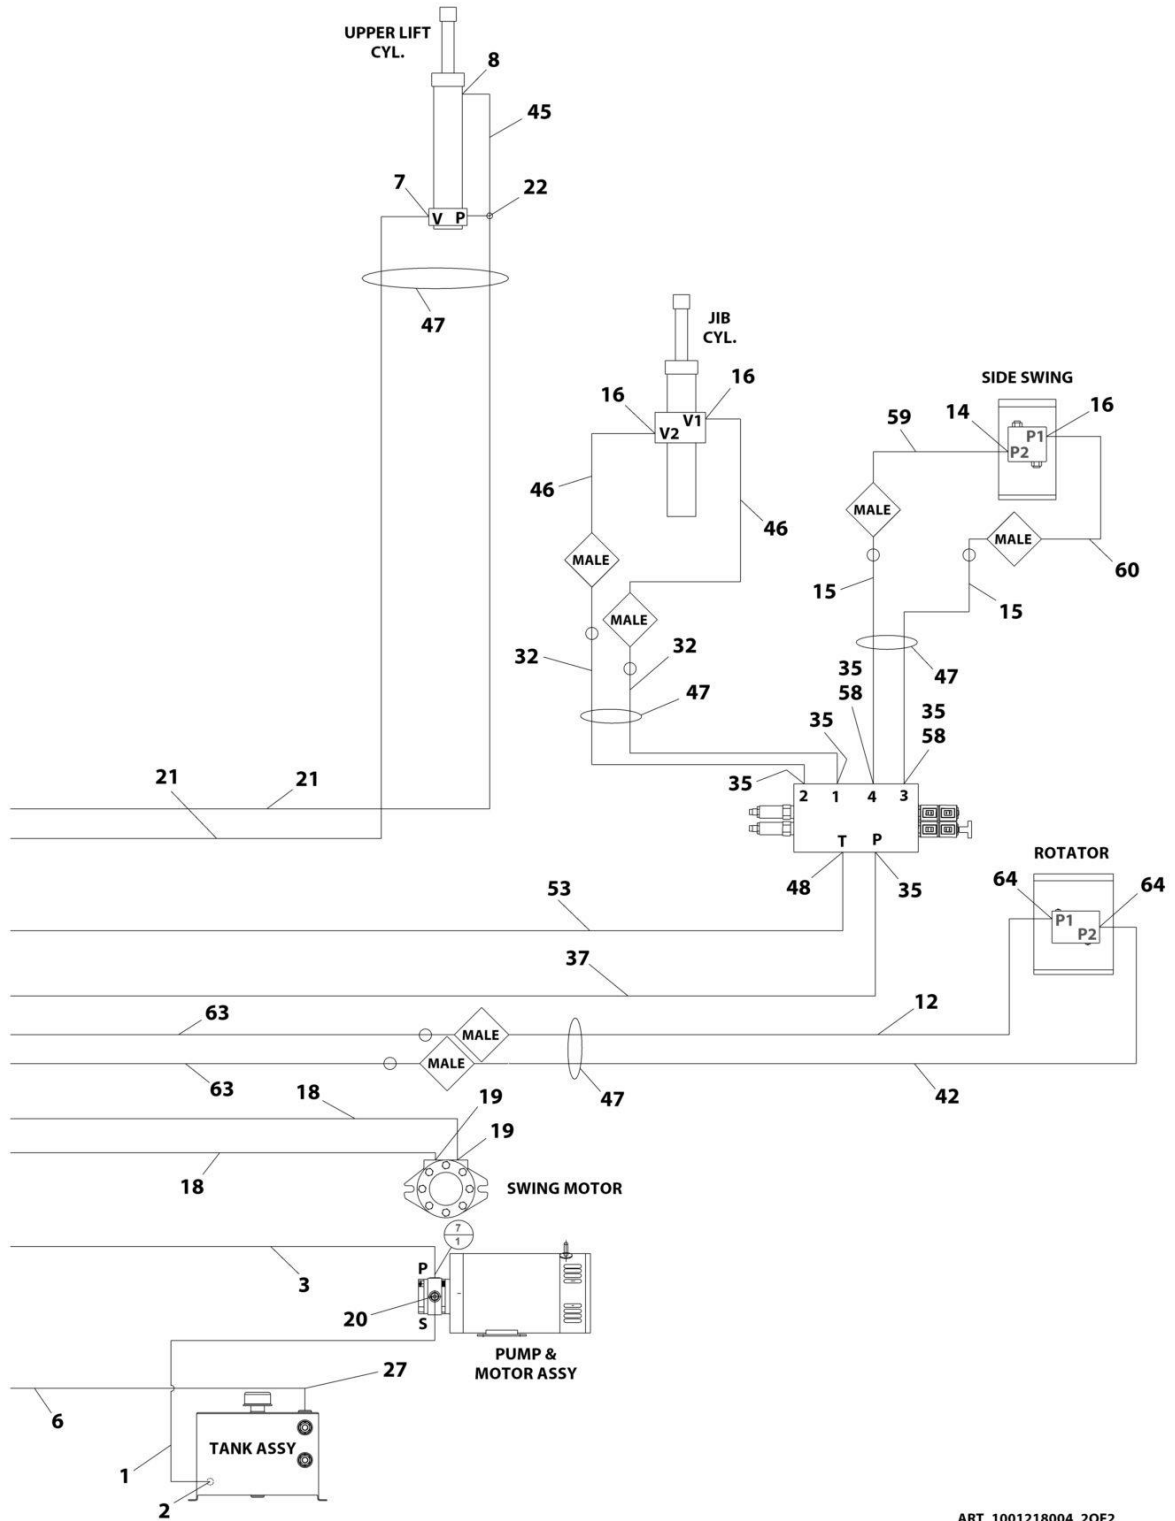 UPPER LIFT
CYL.
8
45
7
22
V P
47
JIB
CYL.
16
16
V1
V2
46
46
MALE
MALE
32
32
47
SIDE SWING
14
16
59
P1
P2
MALE
MALE
60
15
15
47
35
58
35
58
35
35
2 1 4 3
T P
48
35
21
21
53
37
ROTATOR
64
64
P1
P2
63
MALE
12
63
MALE
47
42
18
19
19
18
SWING MOTOR
7
1
3
P
20
S
PUMP &
MOTOR ASSY
27
6
TANK ASSY
1
2
ART_1001218004_2OF2